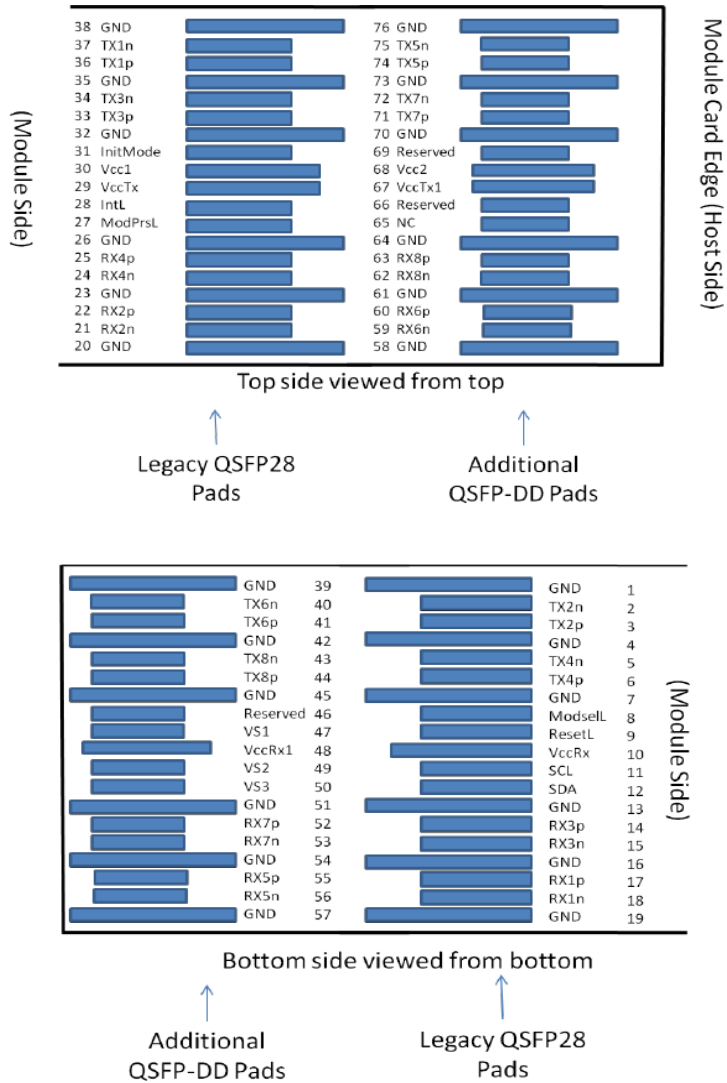 38 GND 76 GND
37 TX1n 75 TX5n
36 TX1p 74 TX5p
35 GND 73 GND
34 TX3n 72 TX7n
33 TX3p 71 TX7p
32 GND 70 GND
31 InitMode 69 Reserved
30 Vcc1 68 Vcc2
29 VccTx 67 VccTx1
28 IntL 66 Reserved
27 ModPrsL 65 NC
26 GND 64 GND
25 RX4p 63 RX8p
24 RX4n 62 RX8n
23 GND 61 GND
22 RX2p 60 RX6p
21 RX2n 59 RX6n
20 GND 58 GND
(Module Side)
Module Card Edge (Host Side)
Top side viewed from top
Legacy QSFP28
Pads
Additional
QSFP-DD Pads
GND 39 GND 1
TX6n 40 TX2n 2
TX6p 41 TX2p 3
GND 42 GND 4
TX8n 43 TX4n 5
TX8p 44 TX4p 6
GND 45 GND 7
Reserved 46 ModselL 8
VS1 47 ResetL 9
VccRx1 48 VccRx 10
VS2 49 SCL 11
VS3 50 SDA 12
GND 51 GND 13
RX7p 52 RX3p 14
RX7n 53 RX3n 15
GND 54 GND 16
RX5p 55 RX1p 17
RX5n 56 RX1n 18
GND 57 GND 19
(Module Side)
Bottom side viewed from bottom
Additional
QSFP-DD Pads
Legacy QSFP28
Pads